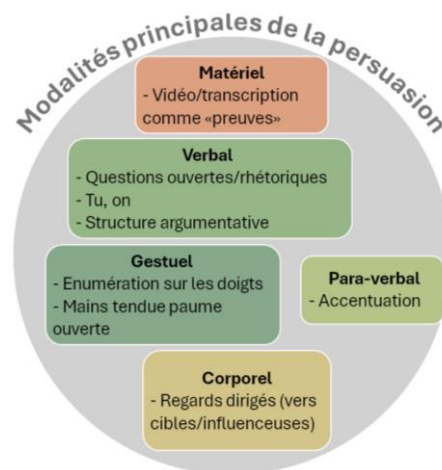 Modalités principales de la persuasion
Matériel
- Vidéo/transcription
comme «preuves»
Verbal
- Questions ouvertes/rhétoriques
- Tu, on
- Structure argumentative
Gestuel
- Enumération sur les doigts
- Mains tendue paume
ouverte
Para-verbal
- Accentuation
Corporel
- Regards dirigés (vers
cibles/influenceuses)